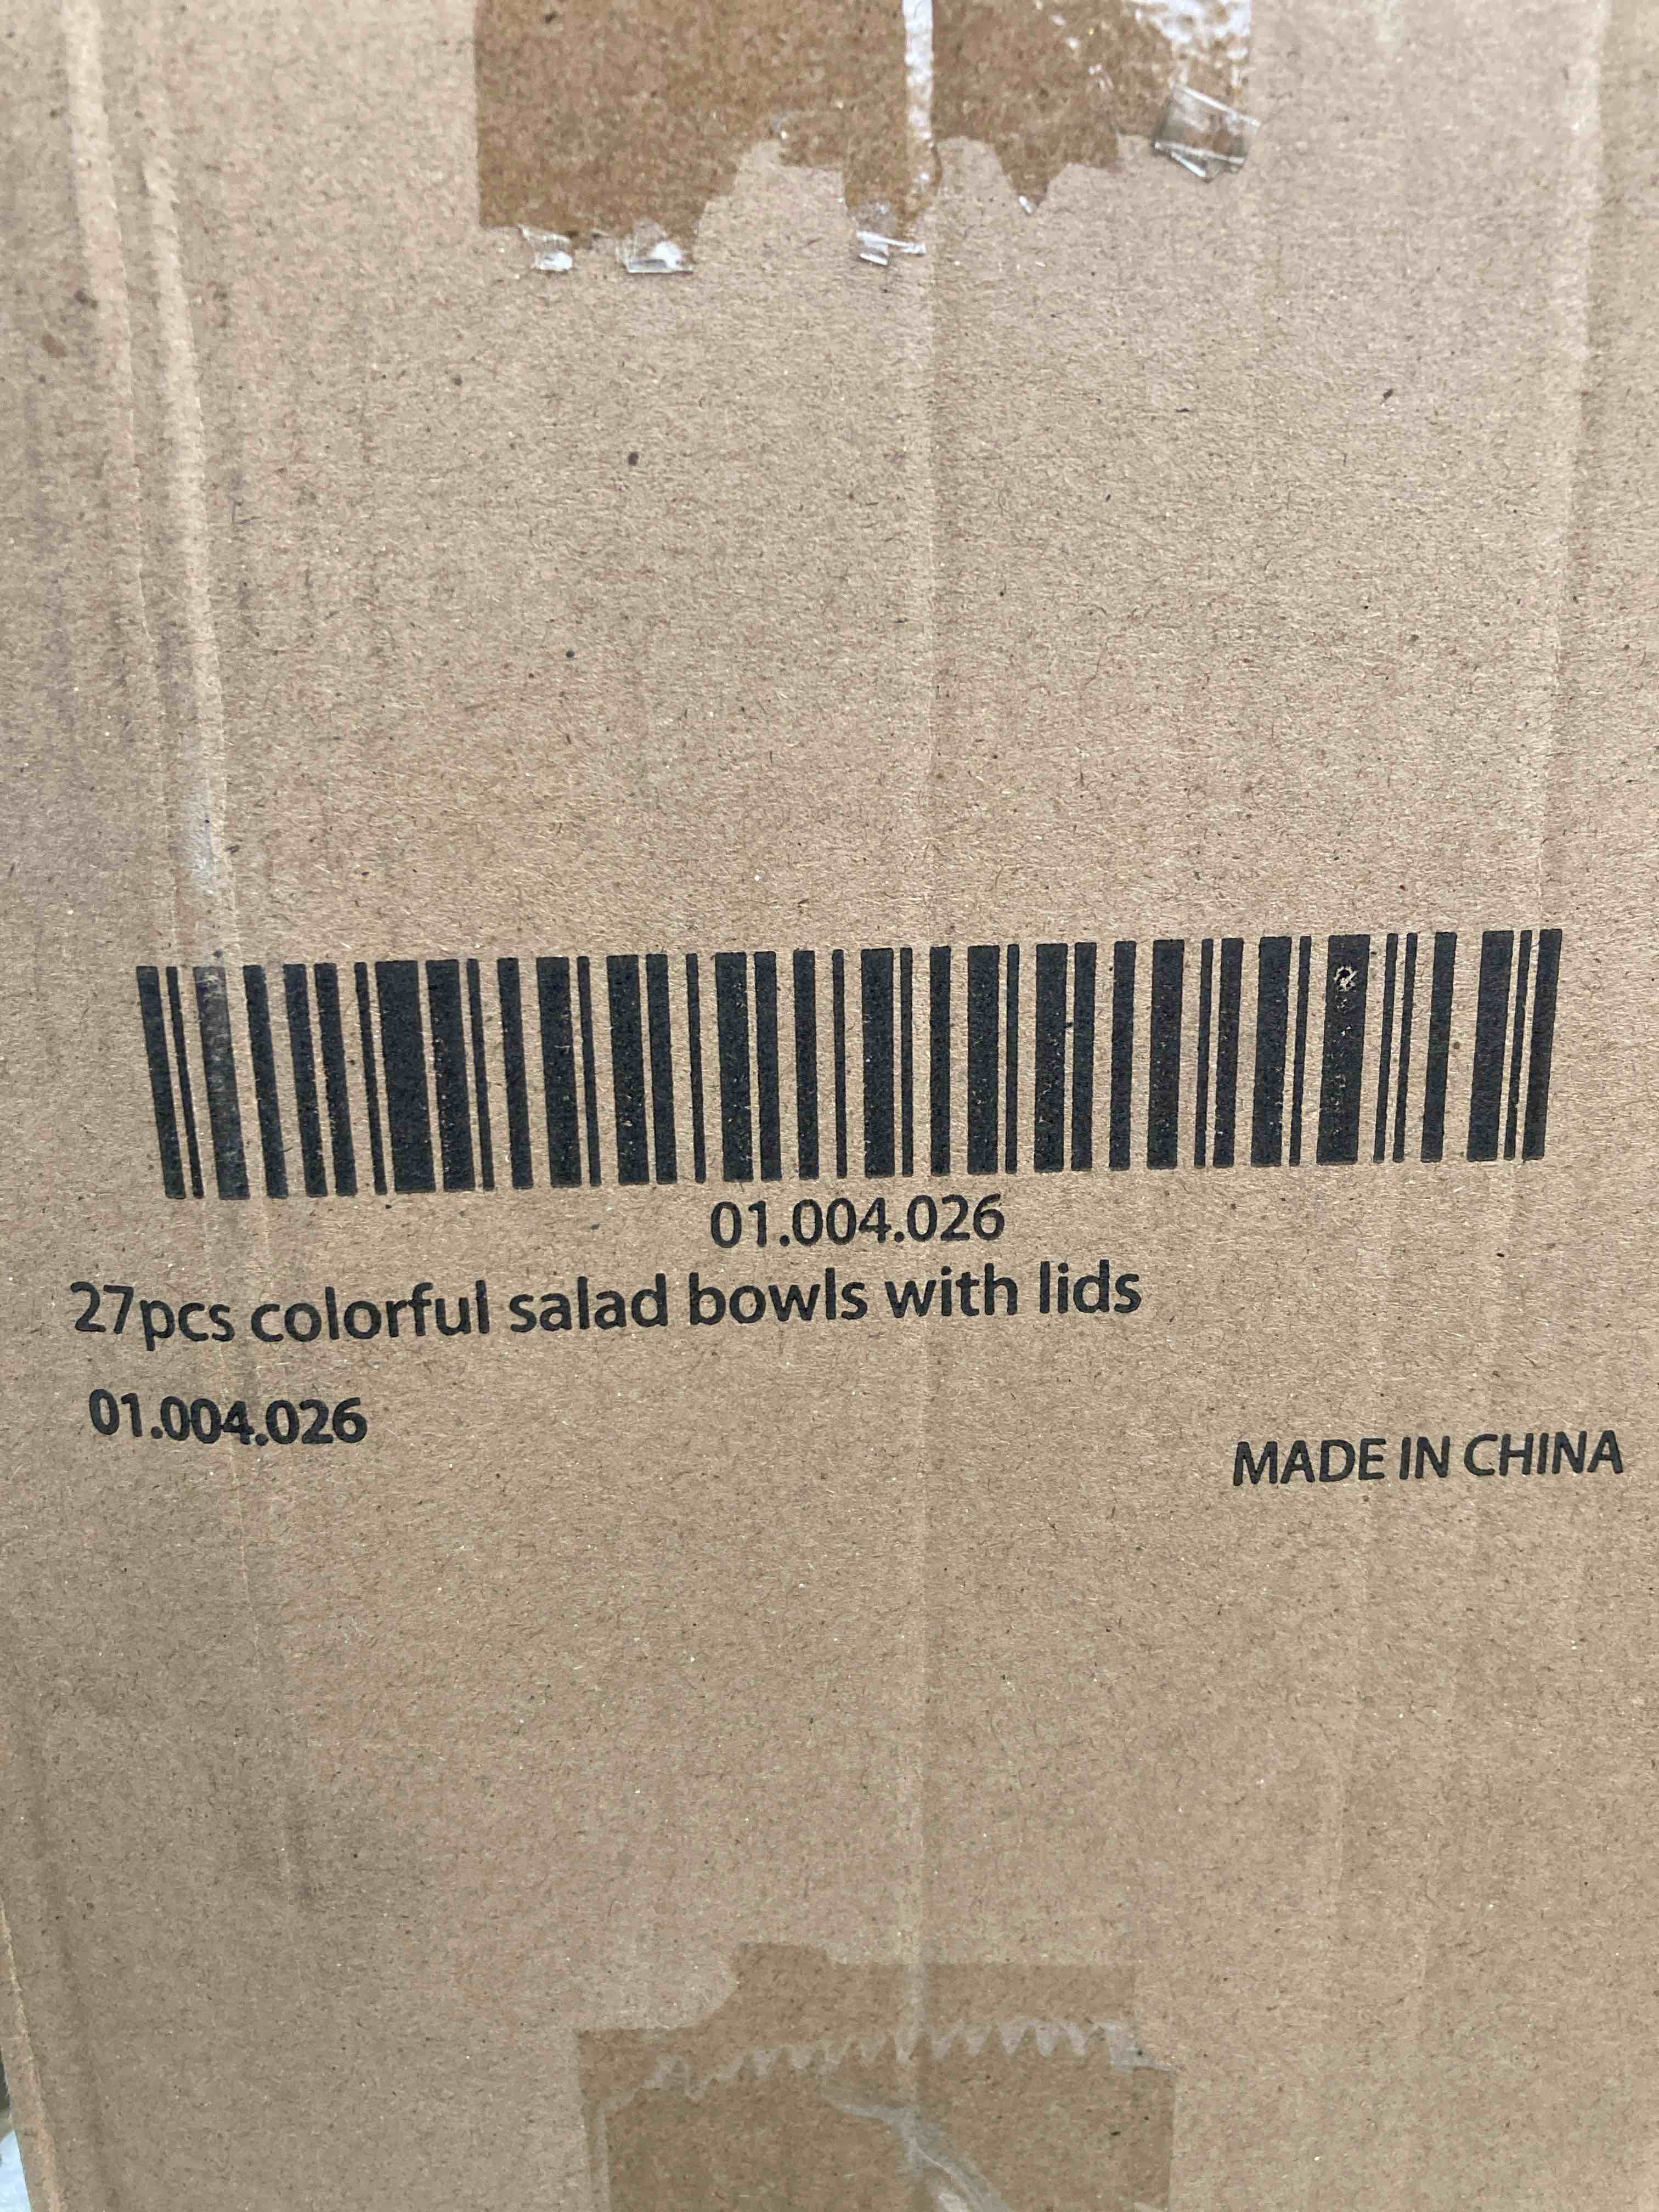 01.004.026
27pcs colorful salad bowls with lids
01.004.026
MADE IN CHINA